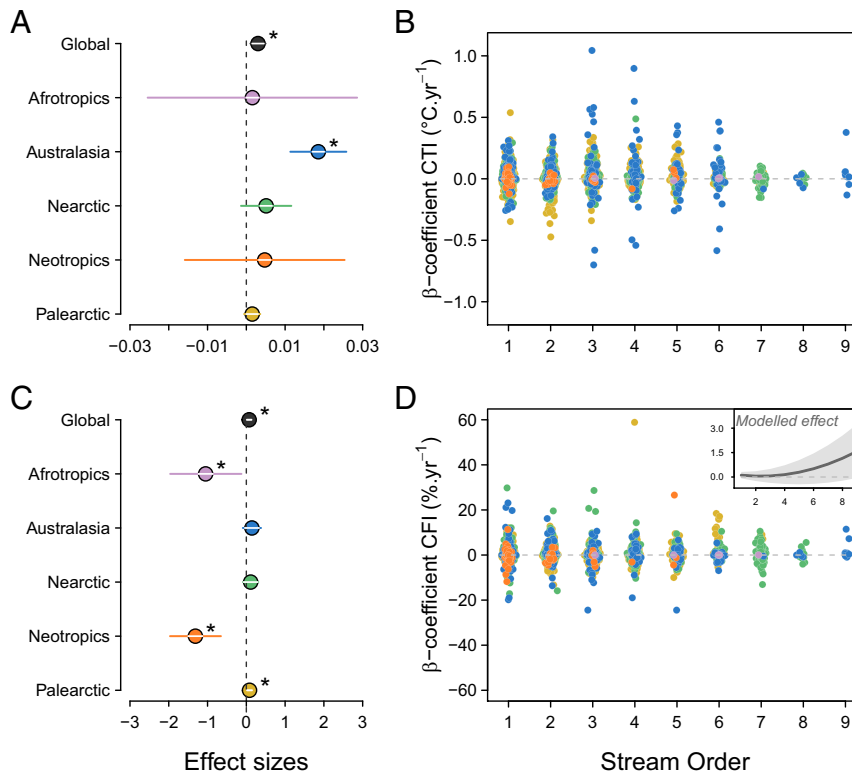 A
Global
*
Afrotropics
Australasia
*
Nearctic
Neotropics
Palearctic
−0.03 −0.01 0.01 0.03
B
β−coefficient CTI (°C.yr−1)
1.0
0.5
0.0
−0.5
−1.0
1 2 3 4 5 6 7 8 9
C
Global
*
Afrotropics
*
Australasia
Nearctic
Neotropics
*
Palearctic
*
−3 −2 −1 0 1 2 3
Effect sizes
D
β−coefficient CFI (%.yr−1)
60
40
20
0
−20
−40
−60
Modelled effect
3.0
1.5
0.0
2 4 6 8
1 2 3 4 5 6 7 8 9
Stream Order